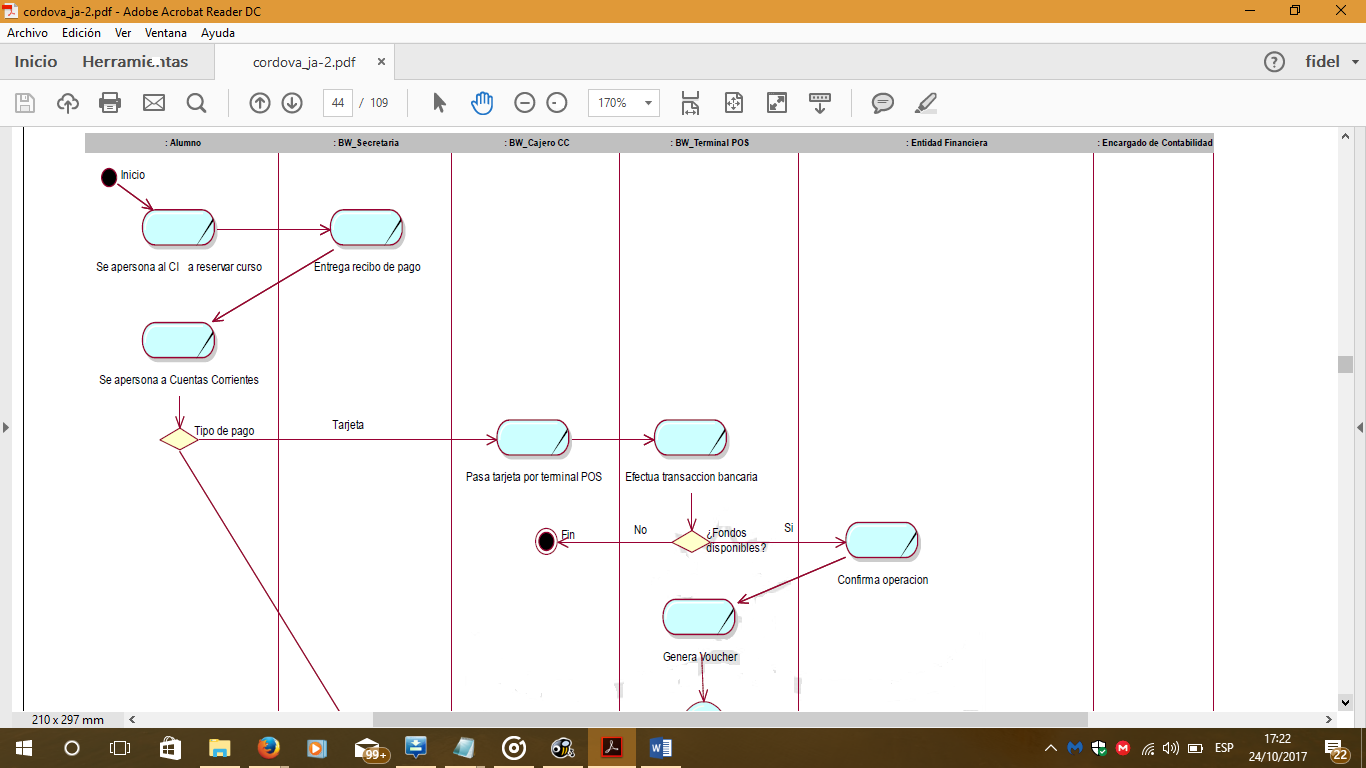 cordova_ja-2.pdf - Adobe Acrobat Reader DC
Archivo Edición Ver Ventana Ayuda
Inicio Herramientas cordova_ja-2.pdf × ? fidel
44 / 109 170%
: Alumno : BW_Secretaria : BW_Cajero CC : BW_Terminal POS : Entidad Financiera : Encargado de Contabilidad
Inicio
Se apersona al CI a reservar curso Entrega recibo de pago
Se apersona a Cuentas Corrientes
Tipo de pago Tarjeta
Pasa tarjeta por terminal POS Efectua transaccion bancaria
Fin No ¿Fondos Si
disponibles?
Confirma operacion
Genera Voucher
210 x 297 mm
99+ ESP 17:22
24/10/2017 22